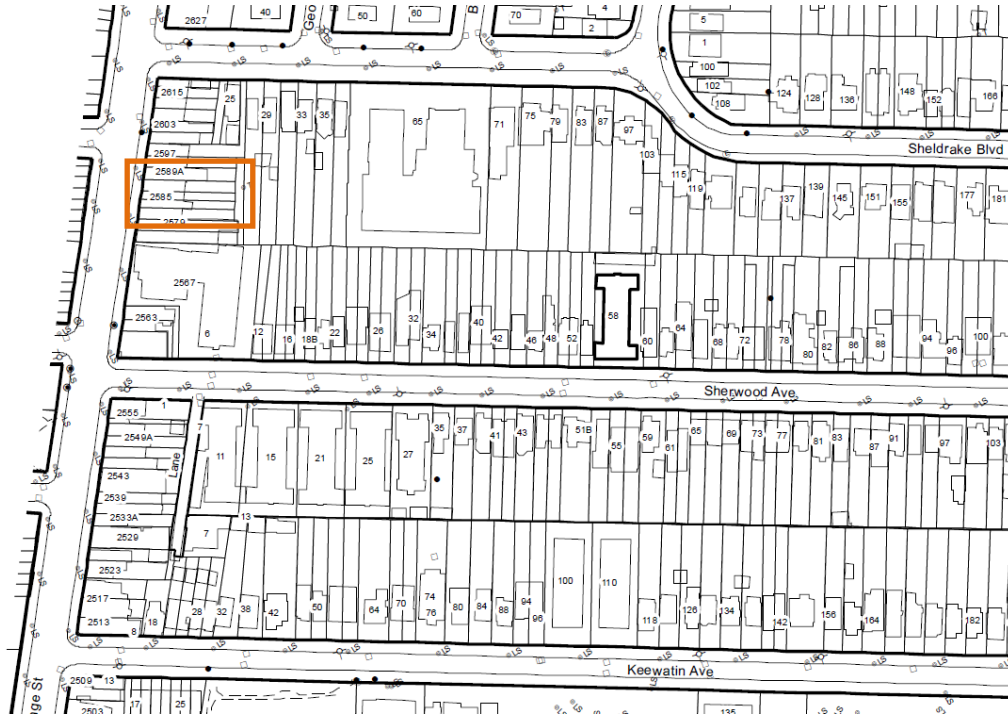 2627 40 Geo 50 60 B 70 4 2
5
1
100
102
108
124 128 136 148 152 166
Sheldrake Blvd
2615 25 29 33 35 65 71 75 79 83 87 97 103
2603
2597
2589A
2585
2579
115 119 137 139 145 151 155 177 181
2567
2563
6 12 16 18B 22 26 32 34 40 42 46 48 52 58 60 64 68 72 78 80 82 86 88 94 96 100
Sherwood Ave
2555 1 7 11 15 21 25 27 35 37 41 43 51B 55 59 61 65 69 73 77 81 83 87 91 97 103
2549A
Lane
2543
2539
2533A 13
2529 7
2523
2517
2513 8 18 28 32 38 42 50 64 70 74 76 80 84 88 94 96 100 110 118 126 134 142 156 164 182
Keewatin Ave
nge St
2509 13
2503 17 25 135